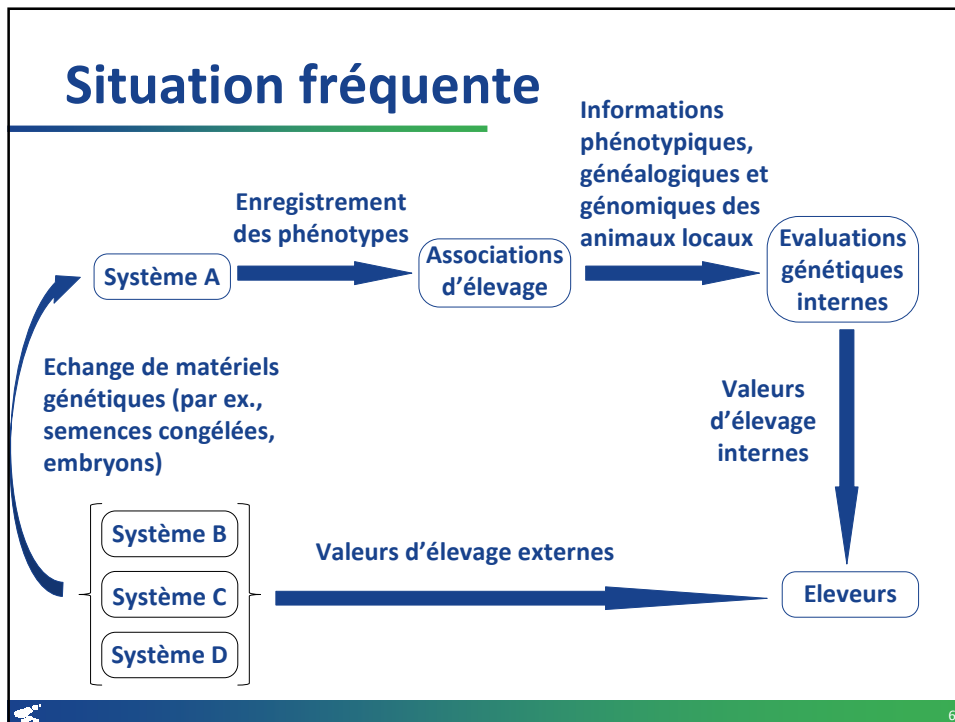 Situation fréquente
Informations
phénotypiques,
généalogiques et
génomiques des
animaux locaux
Enregistrement
des phénotypes
Système A
Associations
d'élevage
Evaluations
génétiques
internes
Echange de matériels
génétiques (par ex.,
semences congélées,
embryons)
Valeurs
d'élevage
internes
Système B
Système C
Système D
Valeurs d'élevage externes
Eleveurs
6